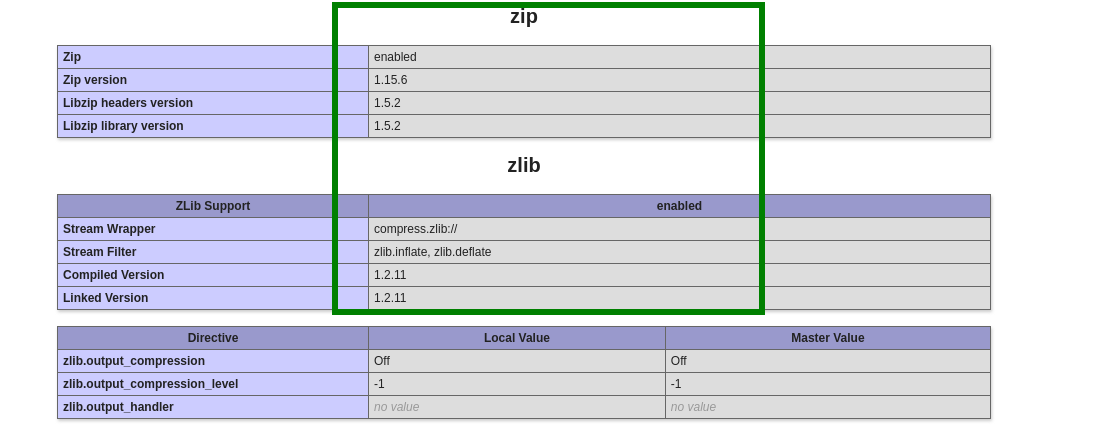 zip
Zip enabled
Zip version 1.15.6
Libzip headers version 1.5.2
Libzip library version 1.5.2
zlib
ZLib Support enabled
Stream Wrapper compress.zlib://
Stream Filter zlib.inflate, zlib.deflate
Compiled Version 1.2.11
Linked Version 1.2.11
Directive Local Value Master Value
zlib.output_compression Off Off
zlib.output_compression_level -1 -1
zlib.output_handler no value no value